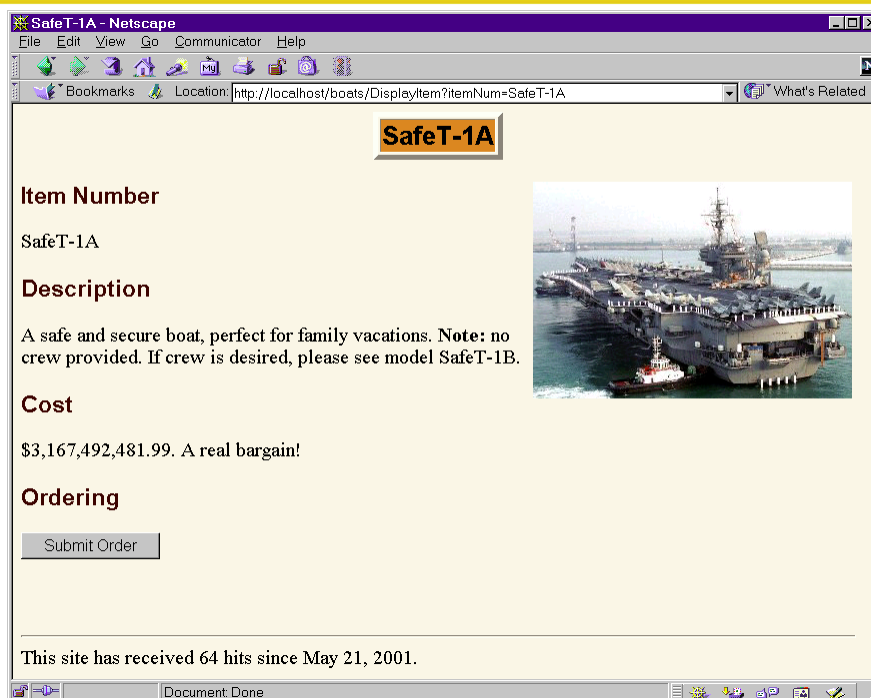 SafeT-1A - Netscape
File Edit View Go Communicator Help
My
Bookmarks Location: http://localhost/boats/DisplayItem?itemNum=SafeT-1A What's Related
SafeT-1A
Item Number
SafeT-1A
Description
A safe and secure boat, perfect for family vacations. Note: no
crew provided. If crew is desired, please see model SafeT-1B.
Cost
$3,167,492,481.99. A real bargain!
Ordering
Submit Order
This site has received 64 hits since May 21, 2001.
Document: Done